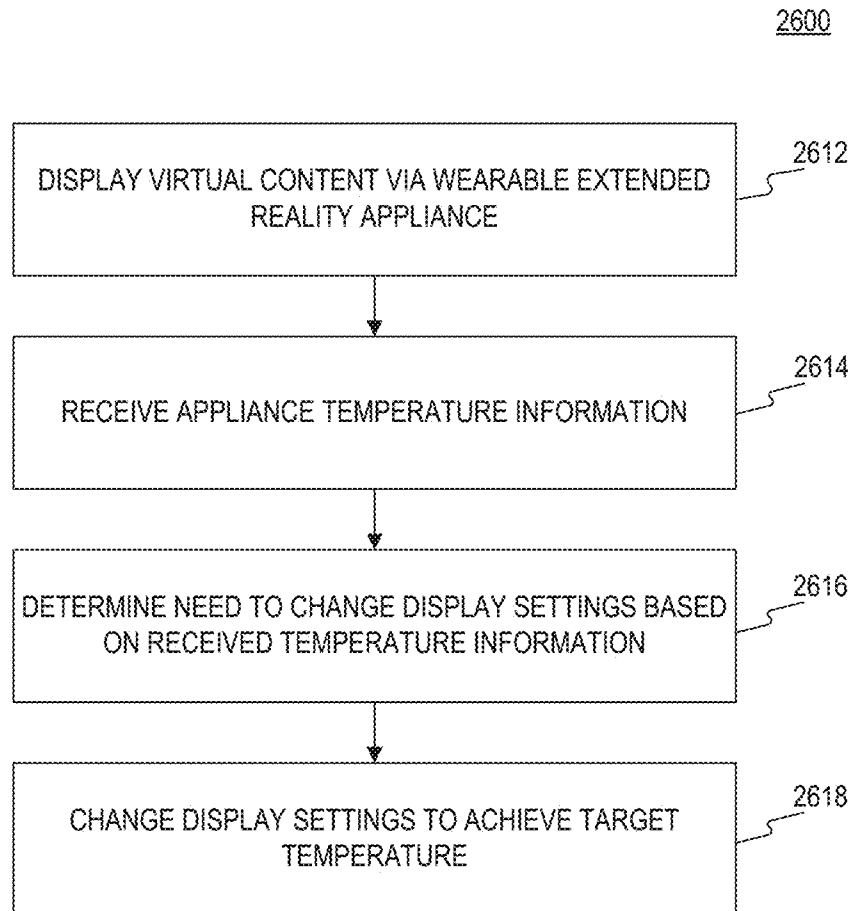 2600
DISPLAY VIRTUAL CONTENT VIA WEARABLE EXTENDED
REALITY APPLIANCE
2612
RECEIVE APPLIANCE TEMPERATURE INFORMATION
2614
DETERMINE NEED TO CHANGE DISPLAY SETTINGS BASED
ON RECEIVED TEMPERATURE INFORMATION
2616
CHANGE DISPLAY SETTINGS TO ACHIEVE TARGET
TEMPERATURE
2618